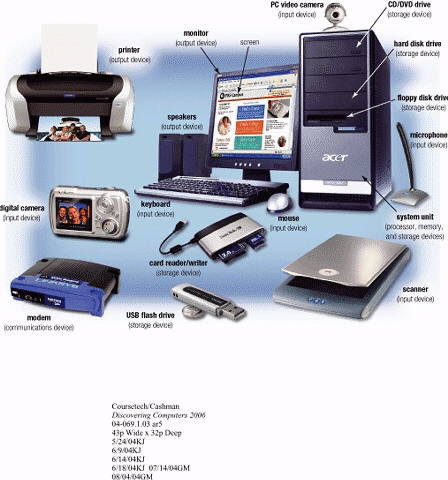 PC video camera
(input device)
CD/DVD drive
(storage device)
monitor
(output device)
screen
hard disk drive
(storage device)
printer
(output device)
floppy disk drive
(storage device)
speakers
(output device)
microphone
(input device)
acer
digital camera
(input device)
keyboard
(input device)
mouse
(input device)
system unit
(processor, memory,
and storage devices)
card reader/writer
(storage device)
scanner
(input device)
LINKSYS
modem
(communications device)
USB flash drive
(storage device)
Coursetech/Cashman
Discovering Computers 2006
04-069.1.03 ar5
43p Wide x 32p Deep
5/24/04KJ
6/9/04KJ
6/14/04KJ
6/18/04KJ 07/14/04GM
08/04/04GM